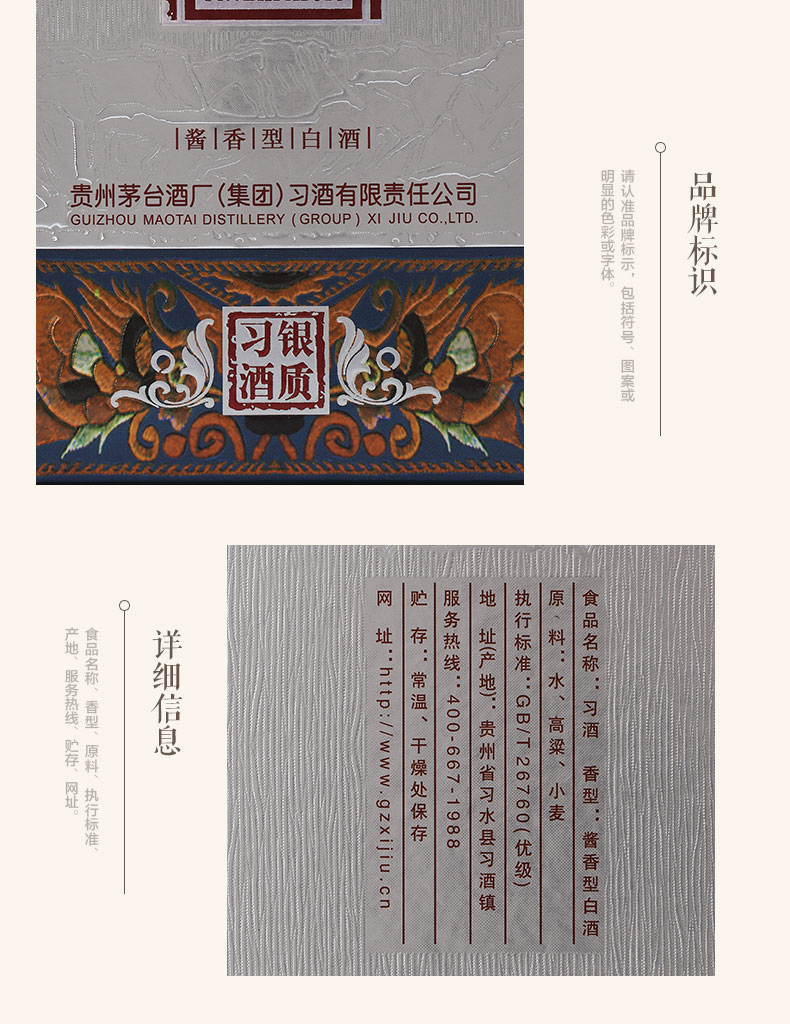 |酱|香|型|白|酒|
贵州茅台酒厂(集团)习酒有限责任公司
GUIZHOU MAOTAI DISTILLERY (GROUP) XI JIU CO.,LTD.
银质
习酒
品牌标识
请认准品牌标示，包括符号、图案或
明显的色彩或字体。
食品名称：习酒 香型：酱香型白酒
原、料：水、高粱、小麦
执行标准：GB/T26760(优级)
地 址(产地)：贵州省习水县习酒镇
服务热线：400-667-1988
贮 存：常温、干燥处保存
网 址：http://www.gzxijiu.cn
详细信息
食品名称、香型、原料、执行标准、
产地、服务热线、贮存、网址。